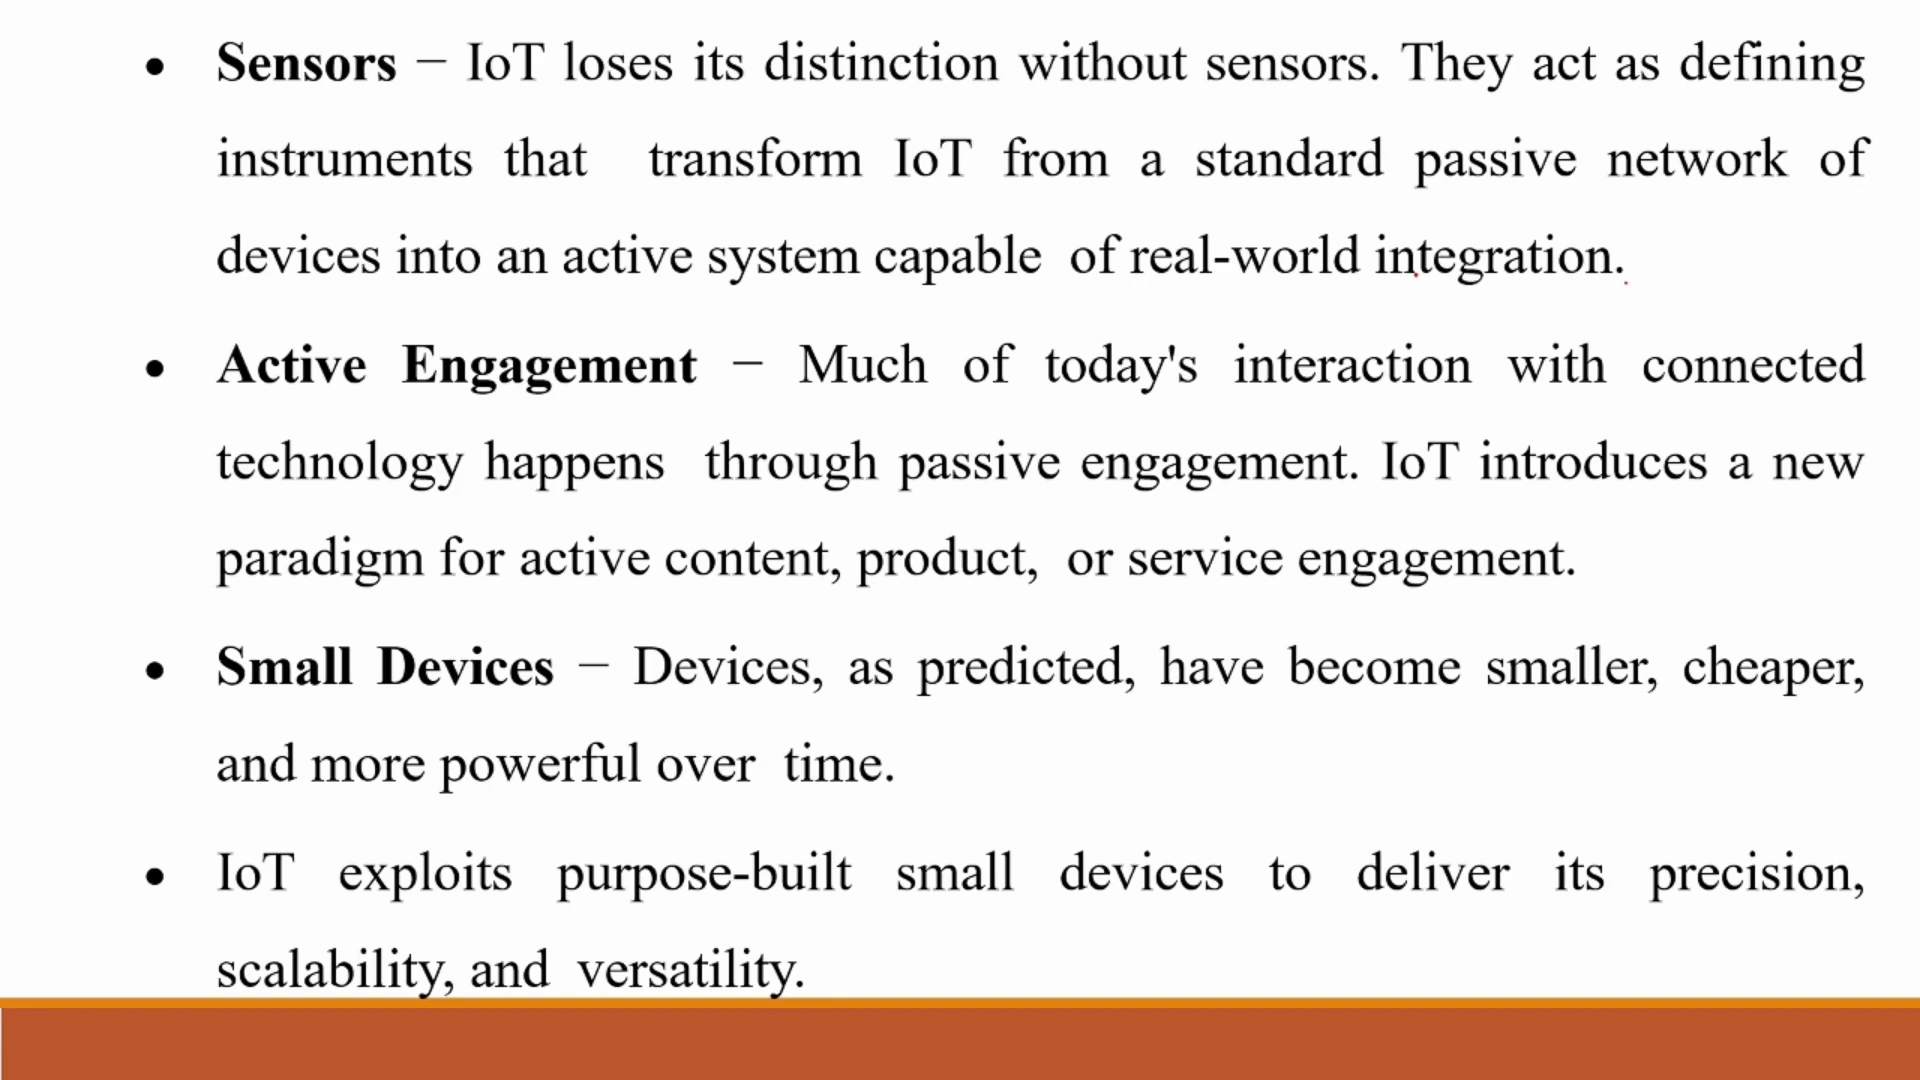 • Sensors − IoT loses its distinction without sensors. They act as defining
instruments that transform IoT from a standard passive network of
devices into an active system capable of real-world integration.
• Active Engagement − Much of today's interaction with connected
technology happens through passive engagement. IoT introduces a new
paradigm for active content, product, or service engagement.
• Small Devices − Devices, as predicted, have become smaller, cheaper,
and more powerful over time.
• IoT exploits purpose-built small devices to deliver its precision,
scalability, and versatility.